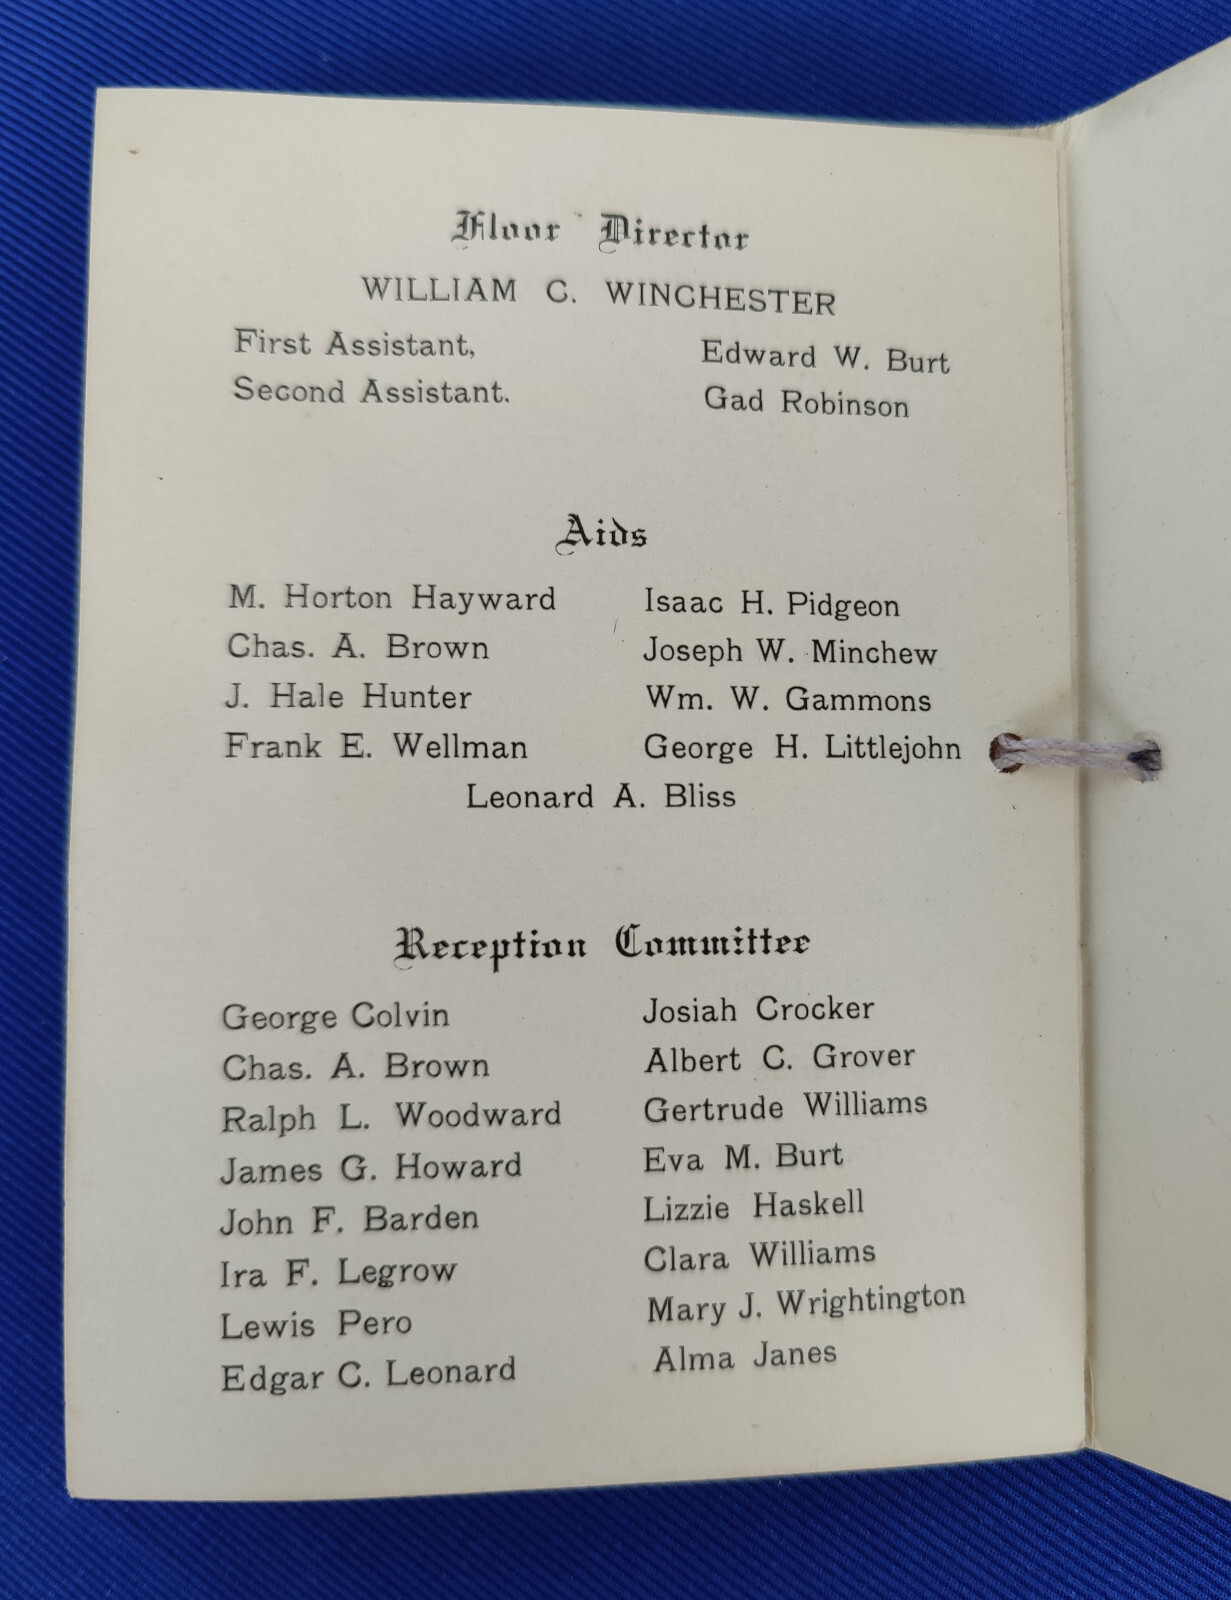 Floor Director
WILLIAM C. WINCHESTER
First Assistant, Edward W. Burt
Second Assistant. Gad Robinson
Aids
M. Horton Hayward Isaac H. Pidgeon
Chas. A. Brown Joseph W. Minchew
J. Hale Hunter Wm. W. Gammons
Frank E. Wellman George H. Littlejohn
Leonard A. Bliss
Reception Committee
George Colvin Josiah Crocker
Chas. A. Brown Albert C. Grover
Ralph L. Woodward Gertrude Williams
James G. Howard Eva M. Burt
John F. Barden Lizzie Haskell
Ira F. Legrow Clara Williams
Lewis Pero Mary J. Wrightington
Edgar C. Leonard Alma Janes